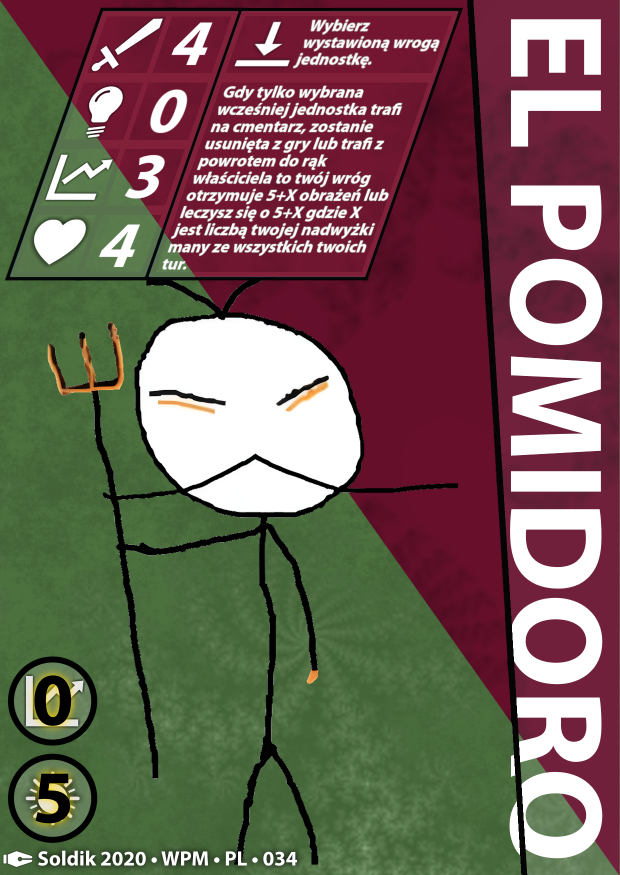 4
0
3
4
Wybierz
wystawioną wrogą
jednostkę.
Gdy tylko wybrana
wcześniej jednostka trafi
na cmentarz, zostanie
usunięta z gry lub trafi z
powrotem do rąk
właściciela to twój wróg
otrzymuje 5+X obrażeń lub
leczysz się o 5+X gdzie X
jest liczbą twojej nadwyżki
many ze wszystkich twoich
tur.
EL POMIDORO
0
5
Soldik 2020 • WPM • PL • 034